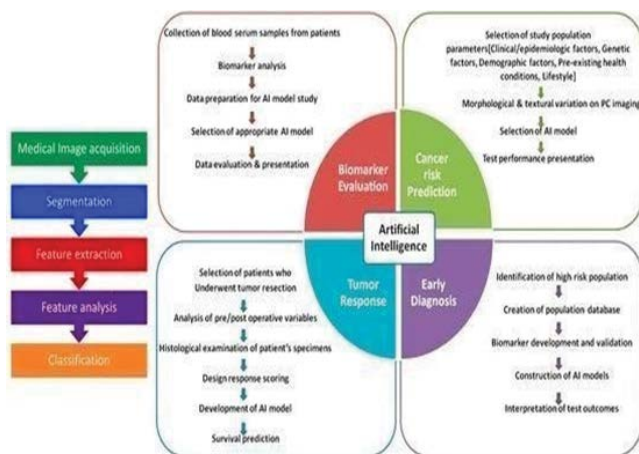 Medical Image acquisition
Segmentation
Feature extraction
Feature analysis
Classification
Collection of blood serum samples from patients
Biomarker analysis
Data preparation for AI model study
Selection of appropriate AI model
Data evaluation & presentation
Biomarker
Evaluation
Selection of study population
parameters[Clinical/epidemiologic factors, Genetic
factors, Demographic factors, Pre-existing health
conditions, Lifestyle]
Morphological & textural variation on PC imaging
Selection of AI model
Test performance presentation
Cancer
risk
Prediction
Artificial
Intelligence
Selection of patients who
Underwent tumor resection
Analysis of pre/post operative variables
Histological examination of patient's specimens
Design response scoring
Development of AI model
Survival prediction
Tumor
Response
Early
Diagnosis
Identification of high risk population
Creation of population database
Biomarker development and validation
Construction of AI models
Interpretation of test outcomes